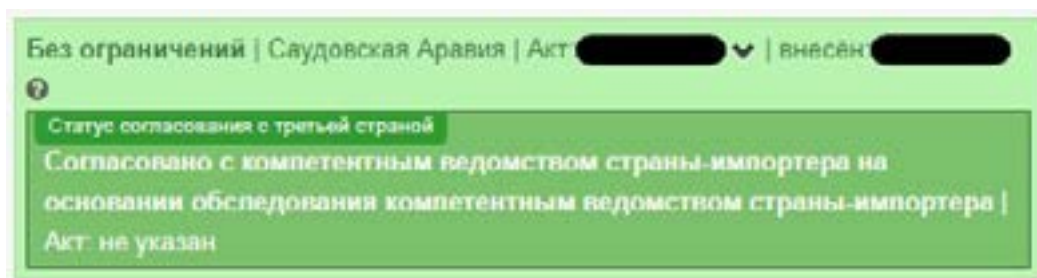 Без ограничений | Саудовская Аравия | Акт: | внесён:
?
Статус согласования с третьей страной
Согласовано с компетентным ведомством страны-импортера на
основании обследования компетентным ведомством страны-импортера |
Акт: не указан